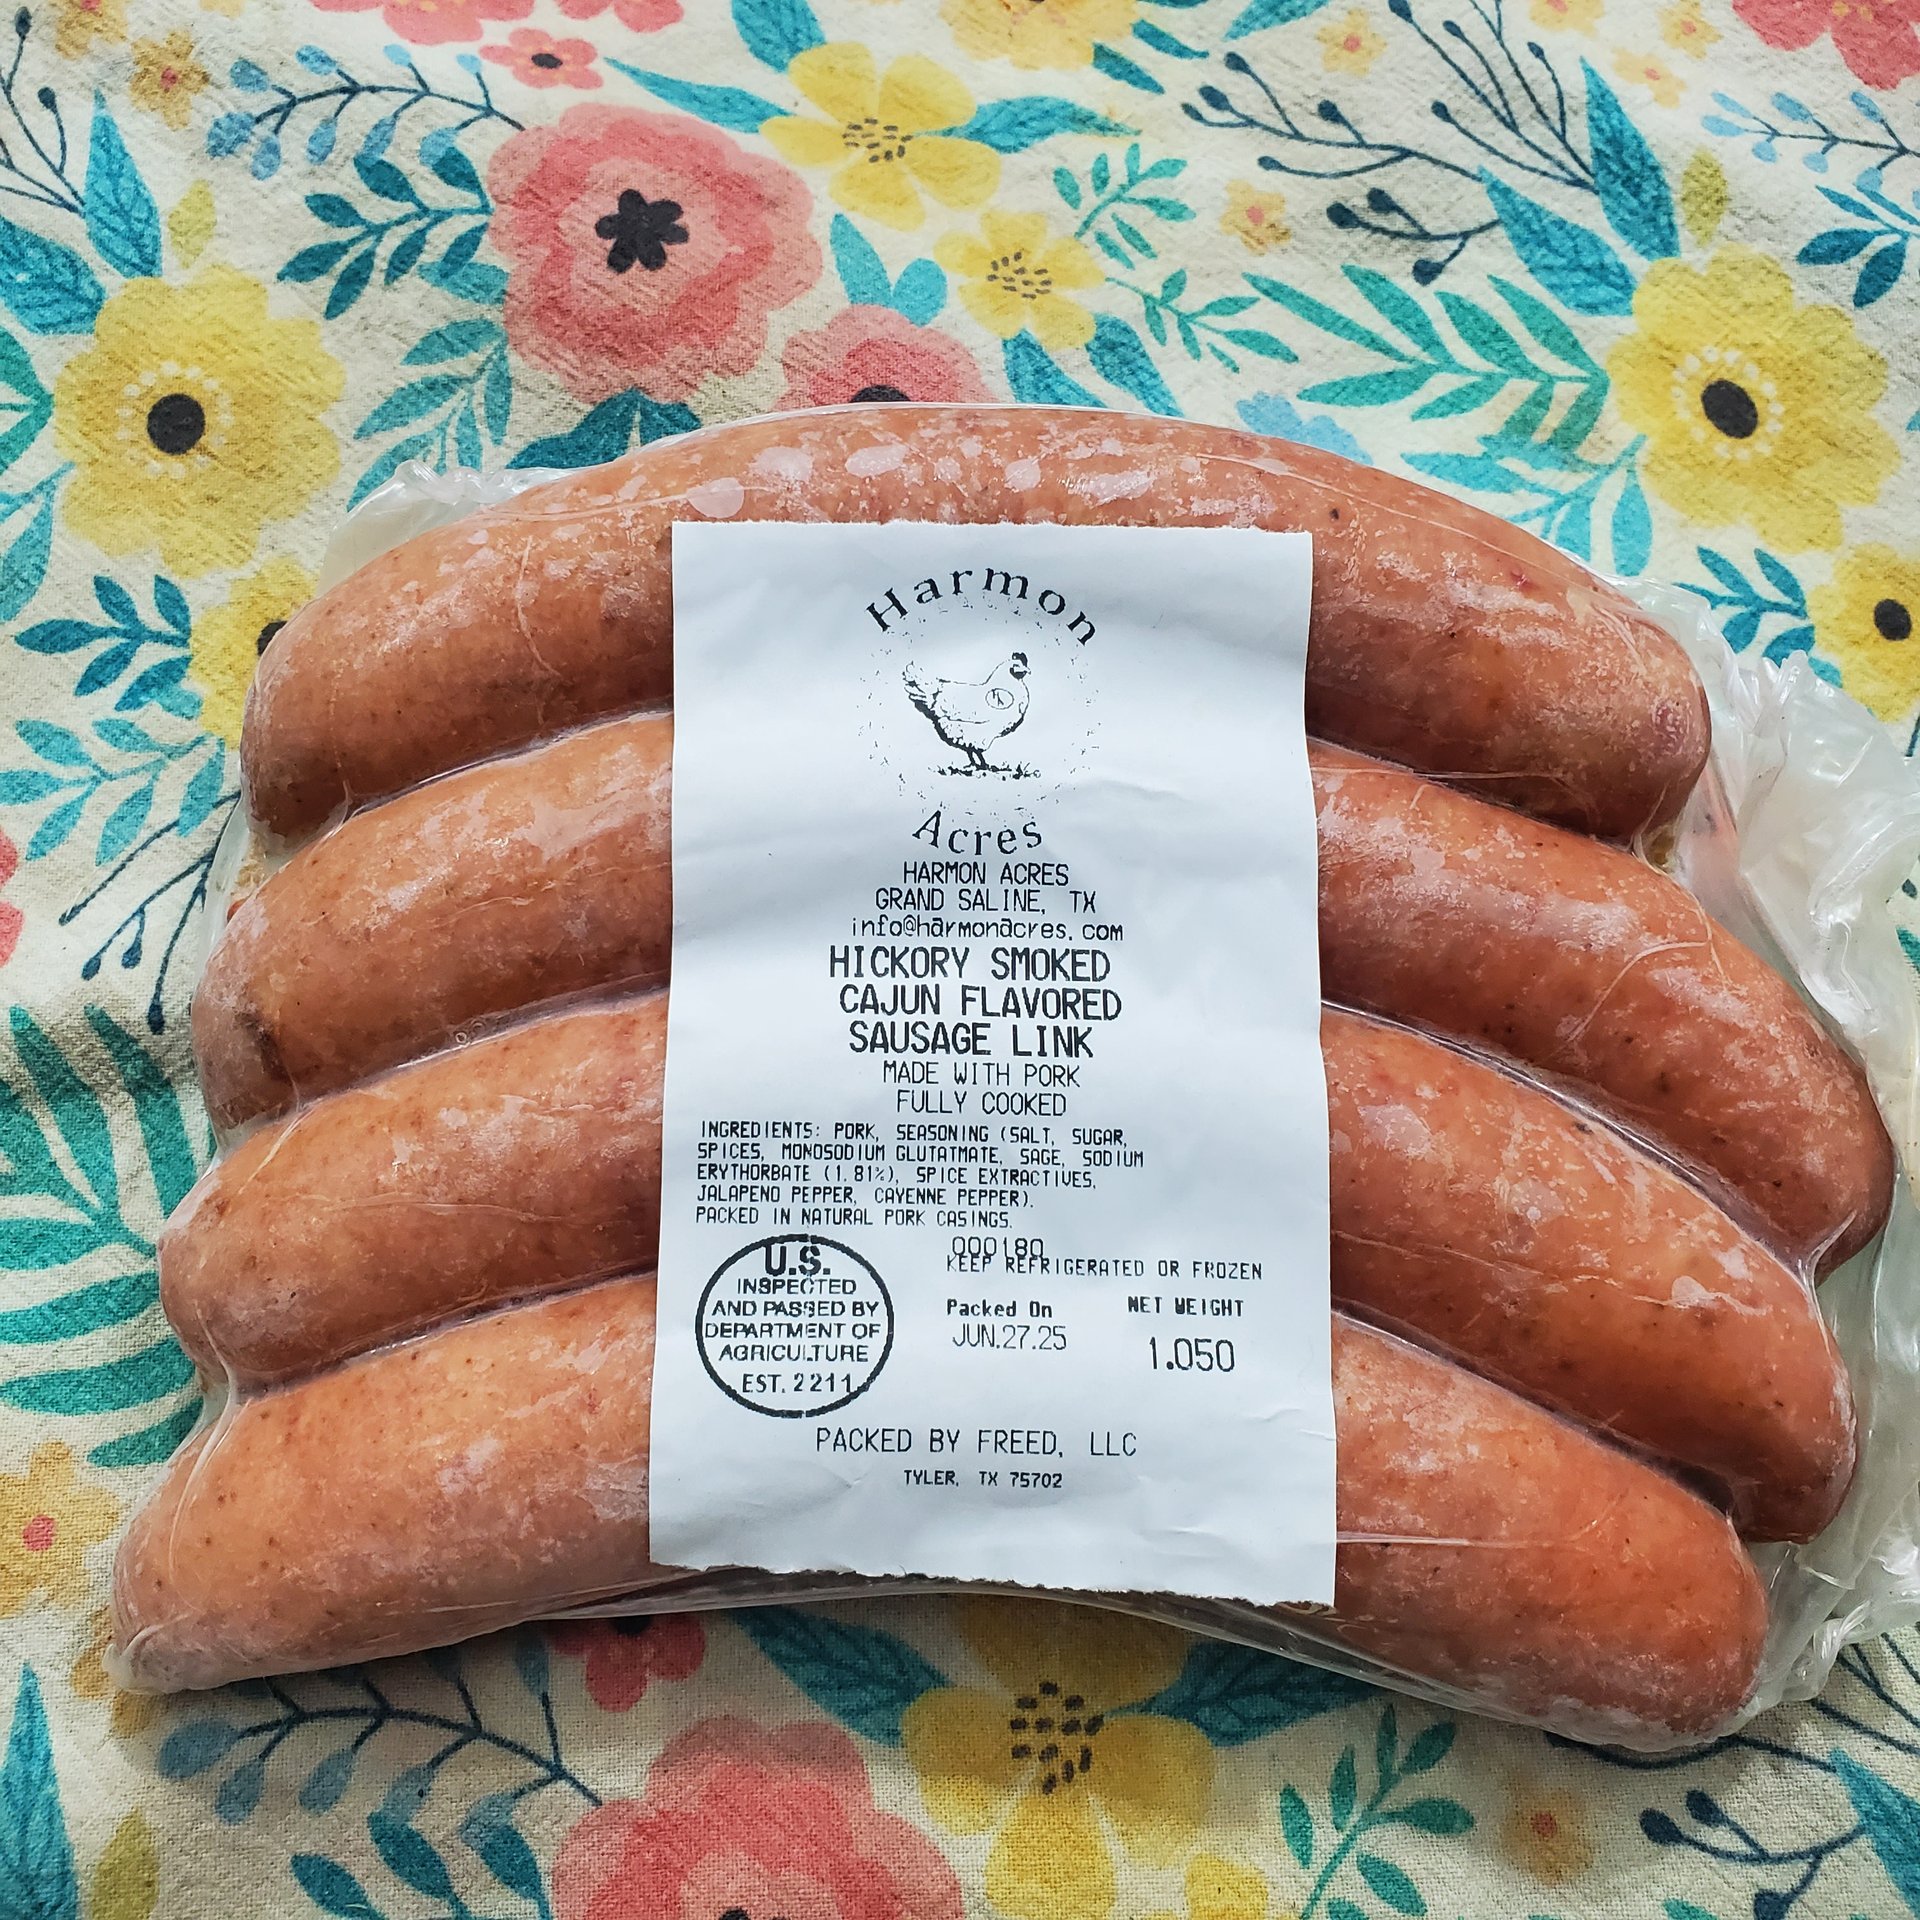 Harmon
Acres
HARMON ACRES
GRAND SALINE, TX
info@harmonacres.com
HICKORY SMOKED
CAJUN FLAVORED
SAUSAGE LINK
MADE WITH PORK
FULLY COOKED
INGREDIENTS: PORK, SEASONING (SALT, SUGAR,
SPICES, MONOSODIUM GLUTATMATE, SAGE, SODIUM
ERYTHORBATE (1.81%), SPICE EXTRACTIVES,
JALAPENO PEPPER, CAYENNE PEPPER).
PACKED IN NATURAL PORK CASINGS.
000180
KEEP REFRIGERATED OR FROZEN
U.S.
INSPECTED
AND PASSED BY
DEPARTMENT OF
AGRICULTURE
EST. 2211
Packed On
JUN.27.25
NET WEIGHT
1.050
PACKED BY FREED, LLC
TYLER, TX 75702